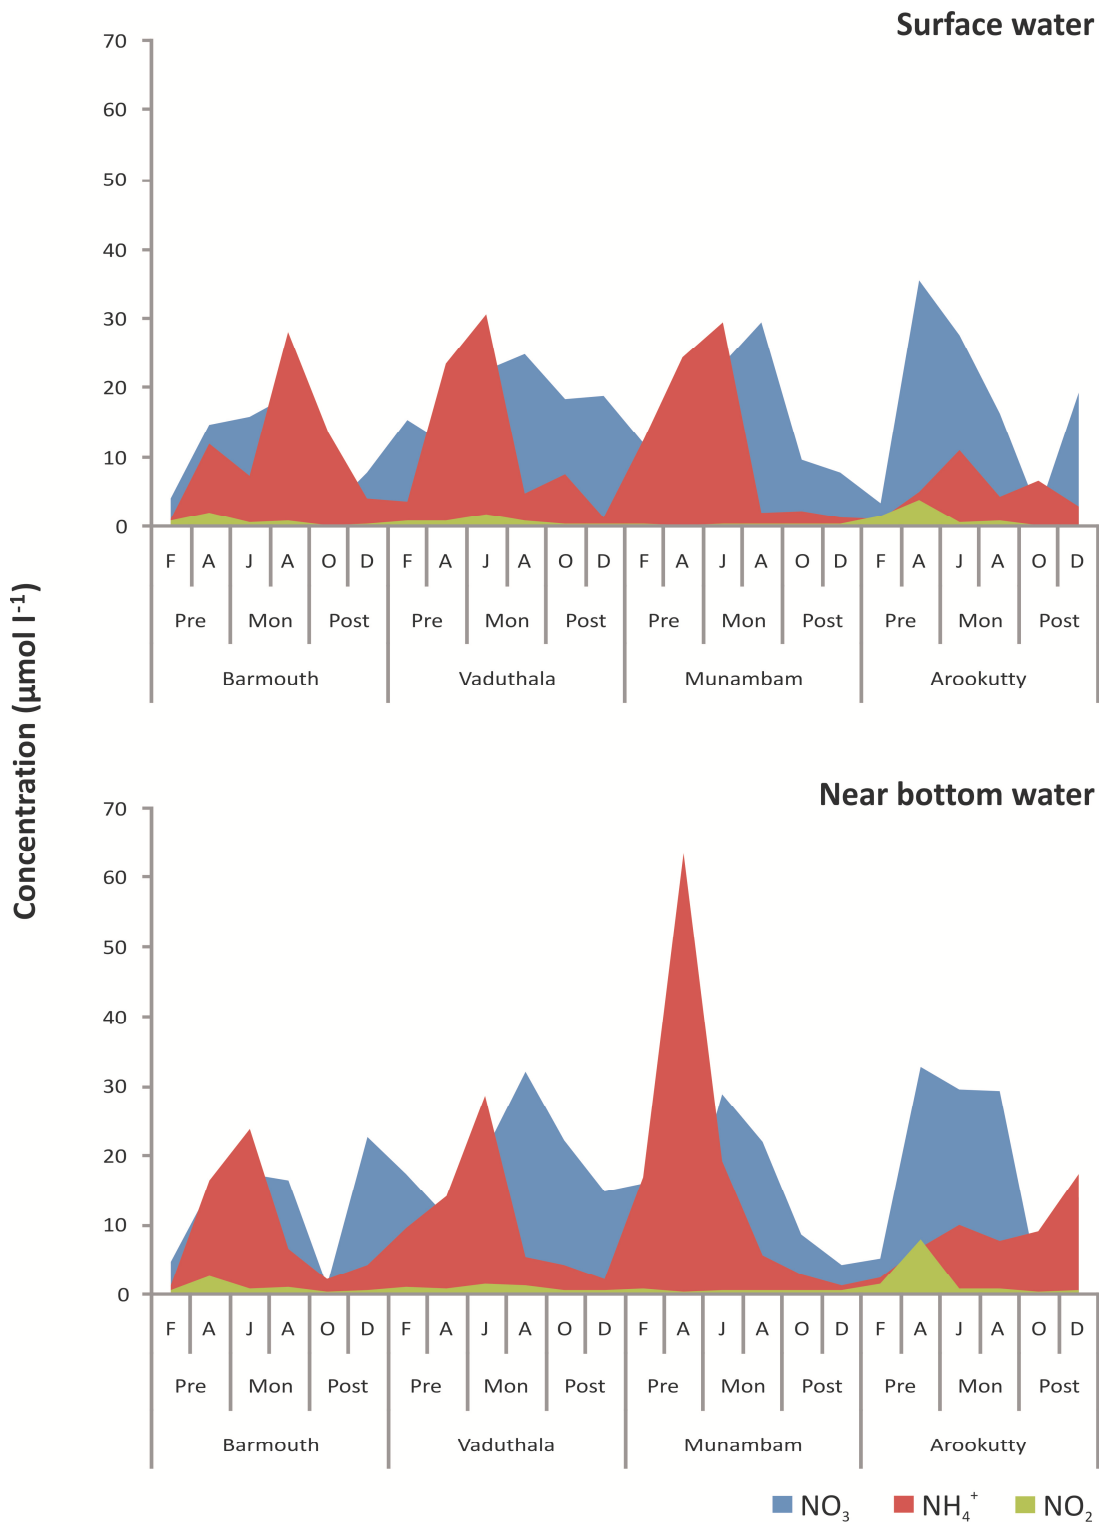 Surface water
70
60
50
40
30
20
10
0
F A J A O D F A J A O D F A J A O D F A J A O D
Pre Mon Post Pre Mon Post Pre Mon Post Pre Mon Post
Barmouth Vaduthala Munambam Arookutty
Concentration (µmol l⁻¹)
Near bottom water
70
60
50
40
30
20
10
0
F A J A O D F A J A O D F A J A O D F A J A O D
Pre Mon Post Pre Mon Post Pre Mon Post Pre Mon Post
Barmouth Vaduthala Munambam Arookutty
NO₃ NH₄⁺ NO₂